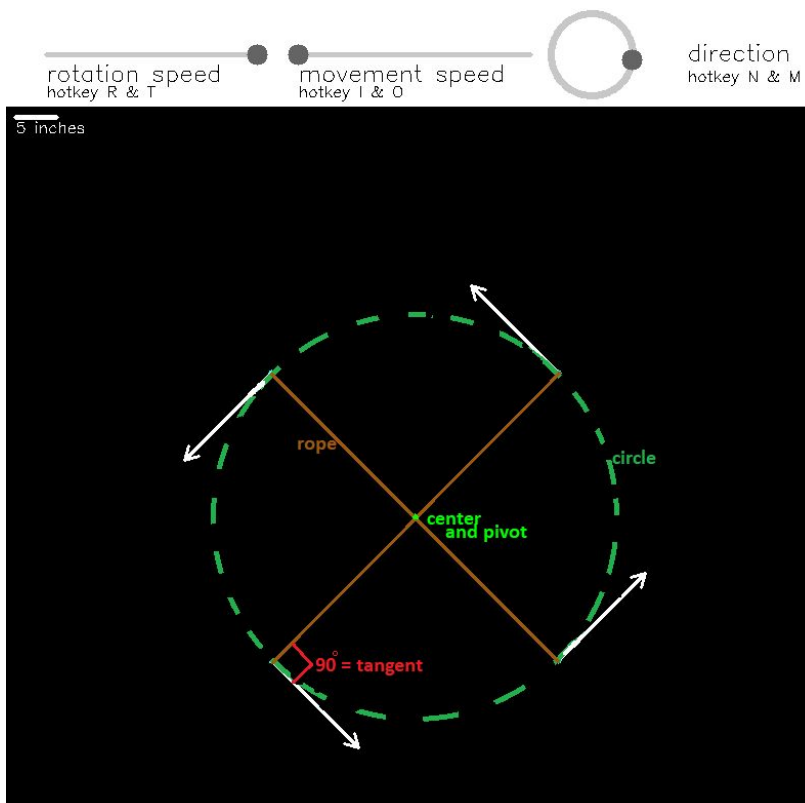 rotation speed
hotkey R & T
movement speed
hotkey I & O
direction
hotkey N & M
5 inches
rope
circle
center
and pivot
90° = tangent